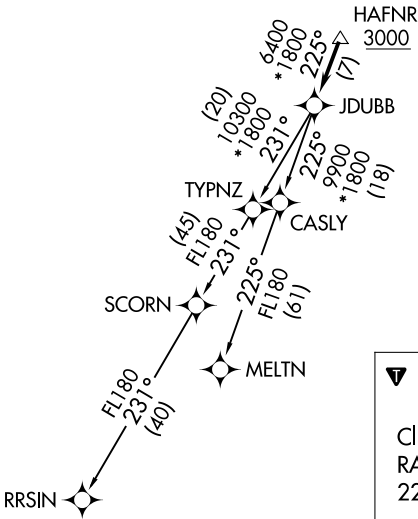 HAFNR
3000
6400
*1800
225°
(7)
JDUBB
(20)
10300
*1800
231°
225°
9900
*1800
(18)
TYPNZ
CASLY
(45)
FL180
231°
225°
FL180
(61)
SCORN
MELTN
FL180
231°
(40)
RRSIN
T
Cl
RA
22